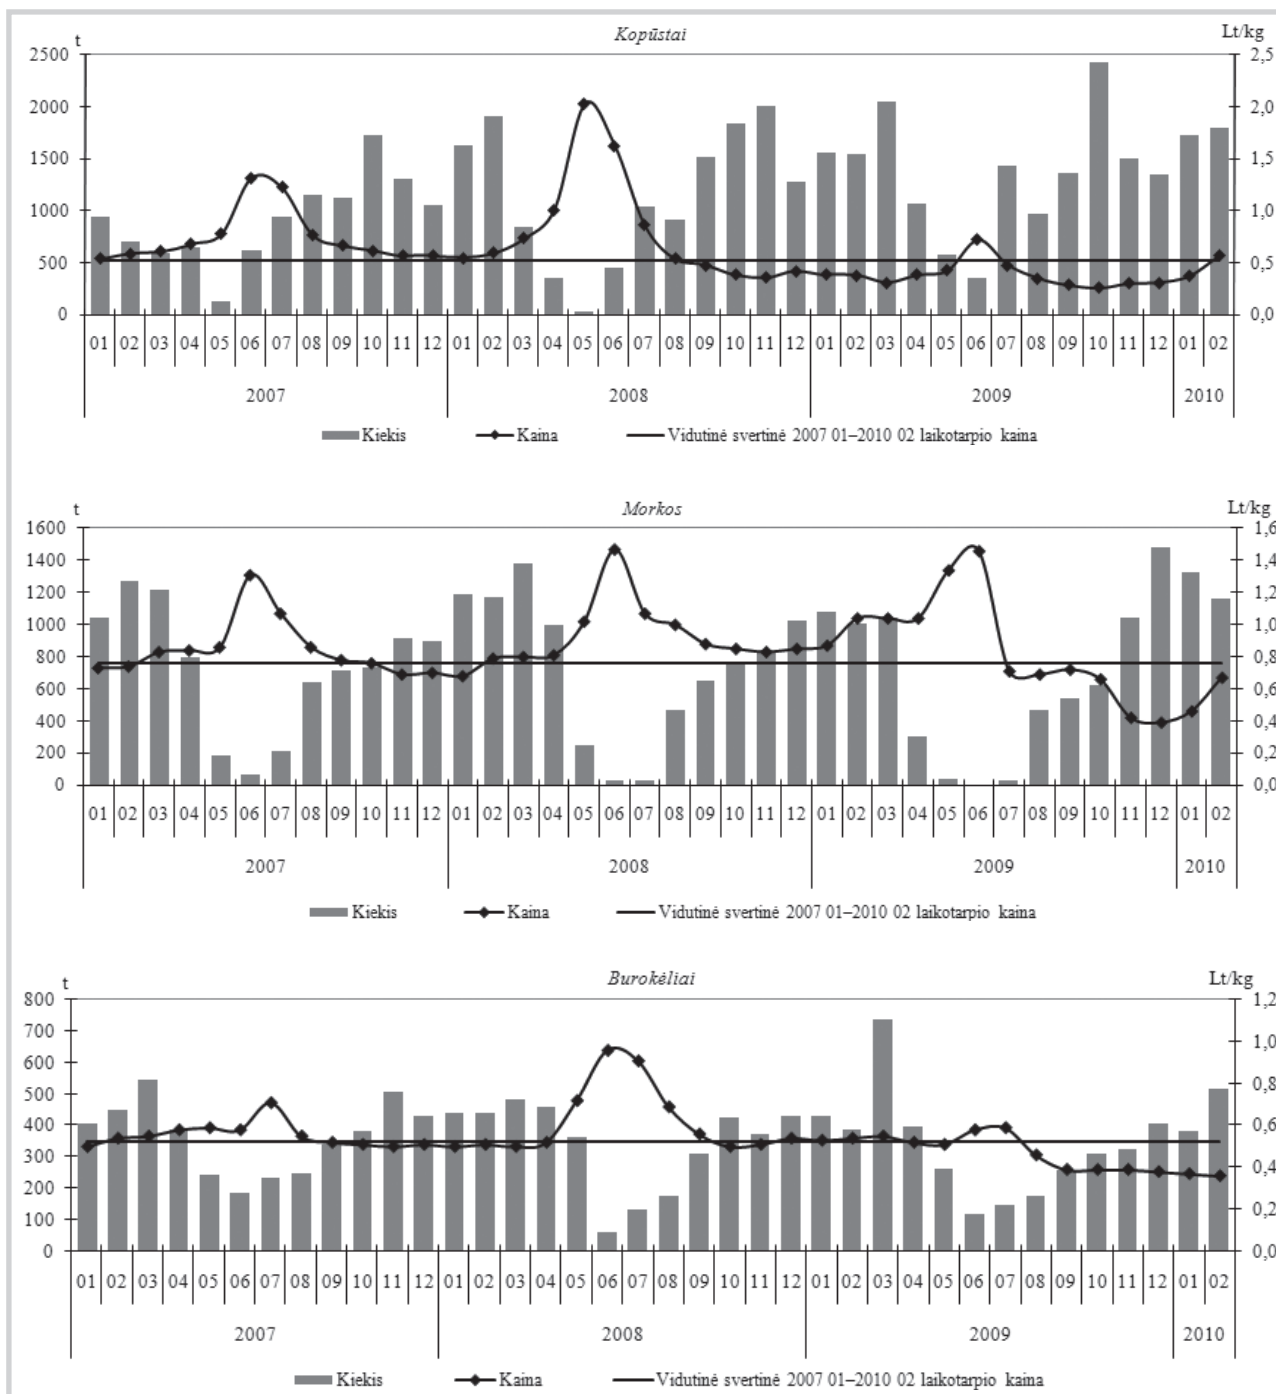 Kopūstai
t Lt/kg
2500 2,5
2000 2,0
1500 1,5
1000 1,0
500 0,5
0 0,0
01 02 03 04 05 06 07 08 09 10 11 12 01 02 03 04 05 06 07 08 09 10 11 12 01 02 03 04 05 06 07 08 09 10 11 12 01 02
2007 2008 2009 2010
Kiekis Kaina Vidutinė svertinė 2007 01–2010 02 laikotarpio kaina
t Morkos Lt/kg
1600 1,6
1400 1,4
1200 1,2
1000 1,0
800 0,8
600 0,6
400 0,4
200 0,2
0 0,0
01 02 03 04 05 06 07 08 09 10 11 12 01 02 03 04 05 06 07 08 09 10 11 12 01 02 03 04 05 06 07 08 09 10 11 12 01 02
2007 2008 2009 2010
Kiekis Kaina Vidutinė svertinė 2007 01–2010 02 laikotarpio kaina
t Burokėliai Lt/kg
800 1,2
700
600 1,0
500 0,8
400 0,6
300
200 0,4
100 0,2
0 0,0
01 02 03 04 05 06 07 08 09 10 11 12 01 02 03 04 05 06 07 08 09 10 11 12 01 02 03 04 05 06 07 08 09 10 11 12 01 02
2007 2008 2009 2010
Kiekis Kaina Vidutinė svertinė 2007 01–2010 02 laikotarpio kaina